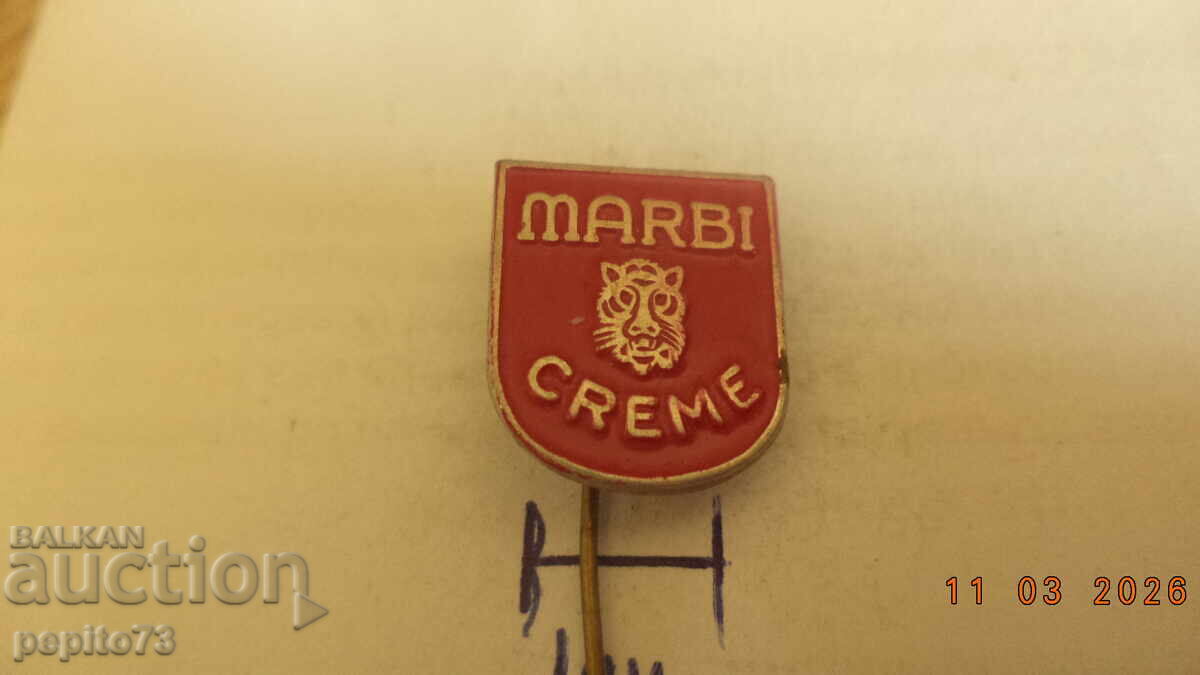 MARBI
CREME
BALKAN
auction
pepito73
11 03 2026